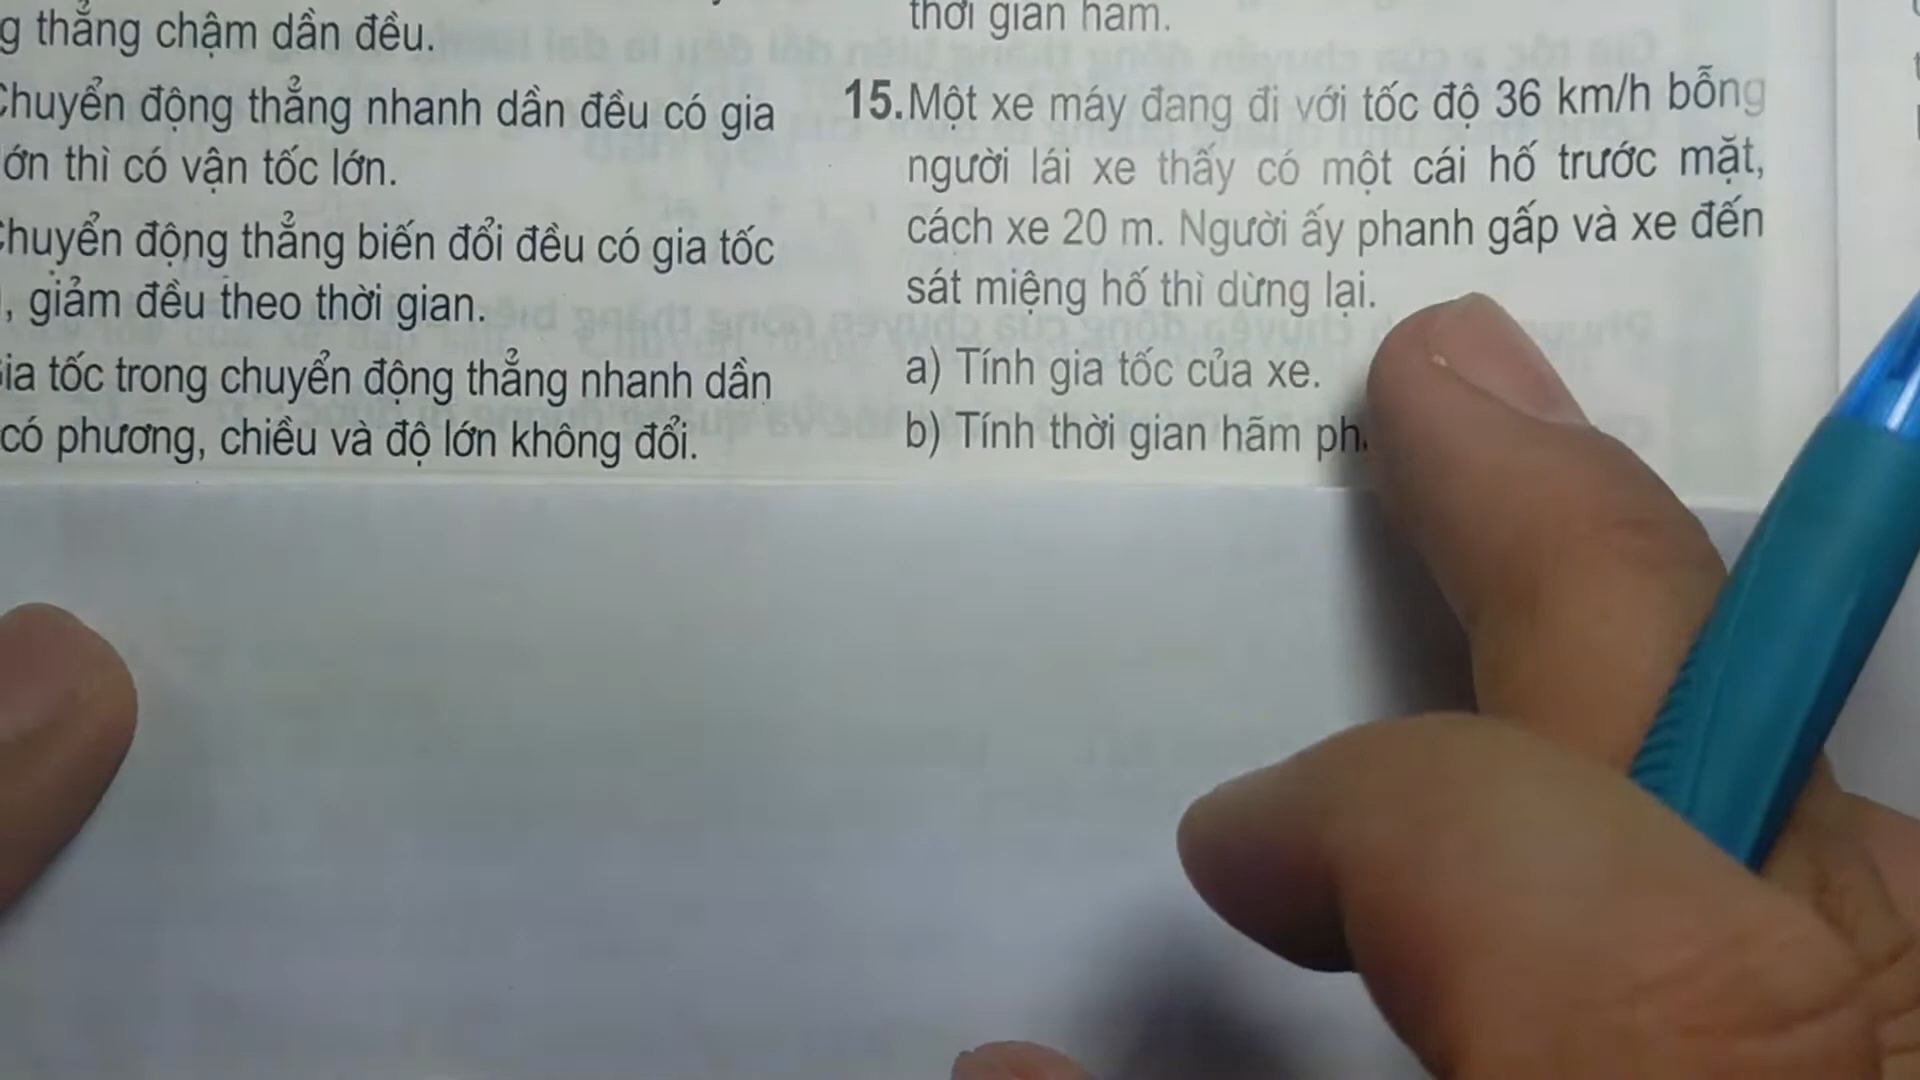 thẳng chậm dần đều.
Chuyển động thẳng nhanh dần đều có gia
thì có vận tốc lớn.
Chuyển động thẳng biến đổi đều có gia tốc
, giảm đều theo thời gian.
tốc trong chuyển động thẳng nhanh dần
có phương, chiều và độ lớn không đổi.
thời gian hãm.
15. Một xe máy đang đi với tốc độ 36 km/h bỗng
người lái xe thấy có một cái hố trước mặt,
cách xe 20 m. Người ấy phanh gấp và xe đến
sát miệng hố thì dừng lại.
a) Tính gia tốc của xe.
b) Tính thời gian hãm